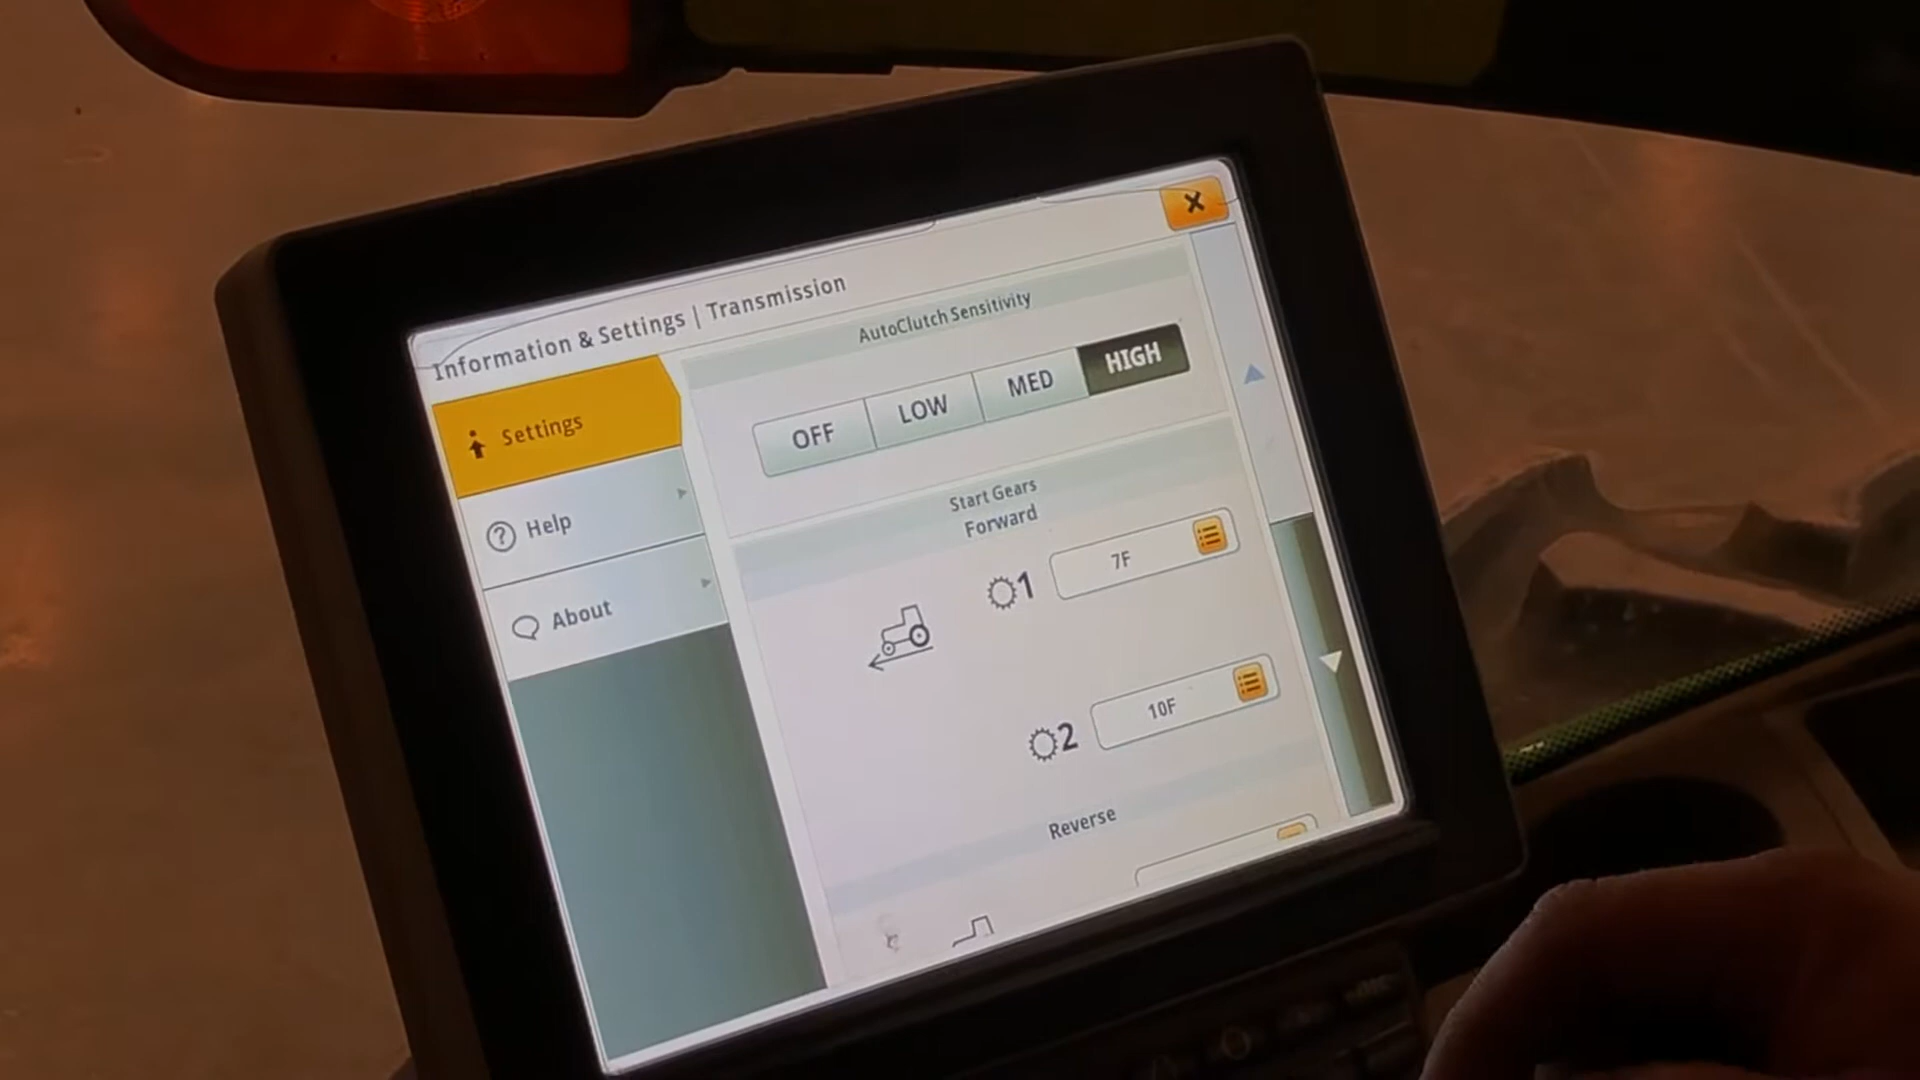 Information & Settings | Transmission
Settings
Help
About
AutoClutch Sensitivity
OFF
LOW
MED
HIGH
Start Gears
Forward
1
7F
2
10F
Reverse